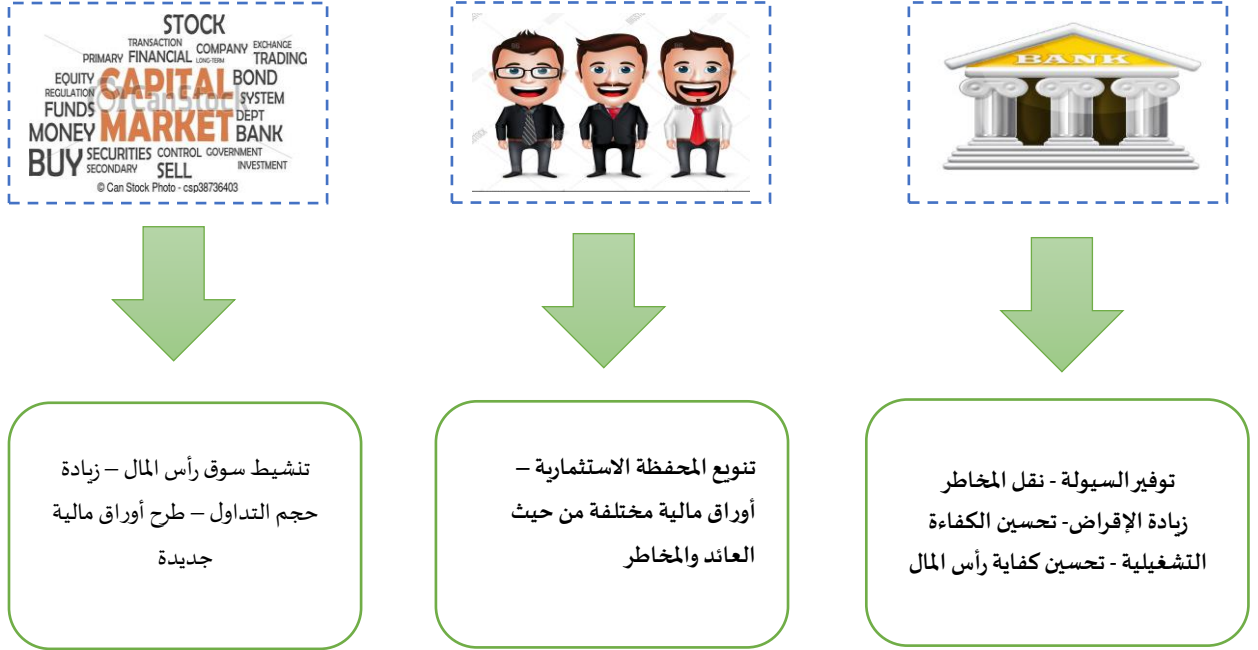 BANK
توفير السيولة - نقل المخاطر
زيادة الإقراض- تحسين الكفاءة
التشغيلية - تحسين كفاية رأس المال
تنويع المحفظة الاستثمارية –
أوراق مالية مختلفة من حيث
العائد والمخاطر
STOCK
TRANSACTION COMPANY EXCHANGE
PRIMARY FINANCIAL LONG-TERM TRADING
EQUITY CAPITAL BOND
REGULATION SYSTEM
FUNDS CanStock DEPT
MONEY MARKET BANK
BUY SECURITIES CONTROL GOVERNMENT
SECONDARY SELL INVESTMENT
© Can Stock Photo - csp38736403
تنشيط سوق رأس المال – زيادة
حجم التداول – طرح أوراق مالية
جديدة